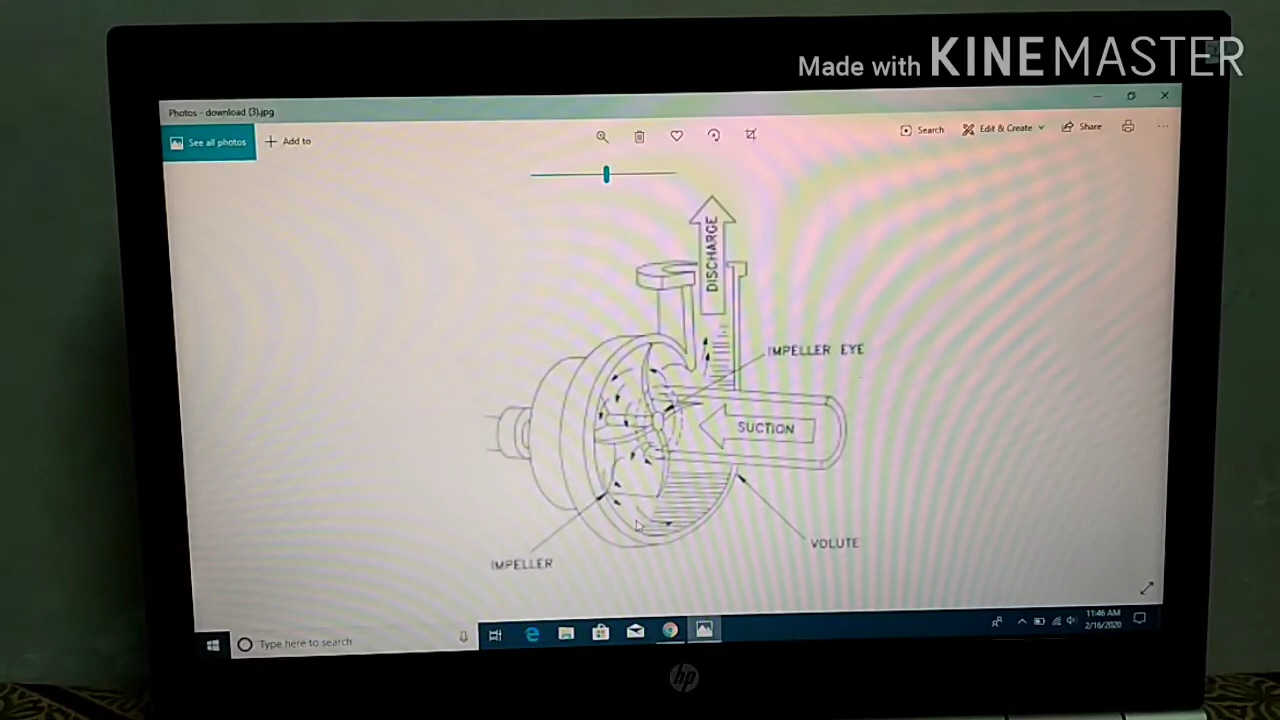 Made with KINEMASTER
Photos - download (3).jpg
See all photos
Add to
Search
Edit & Create
Share
DISCHARGE
IMPELLER EYE
SUCTION
VOLUTE
IMPELLER
Type here to search
11:46 AM
2/16/2020
hp